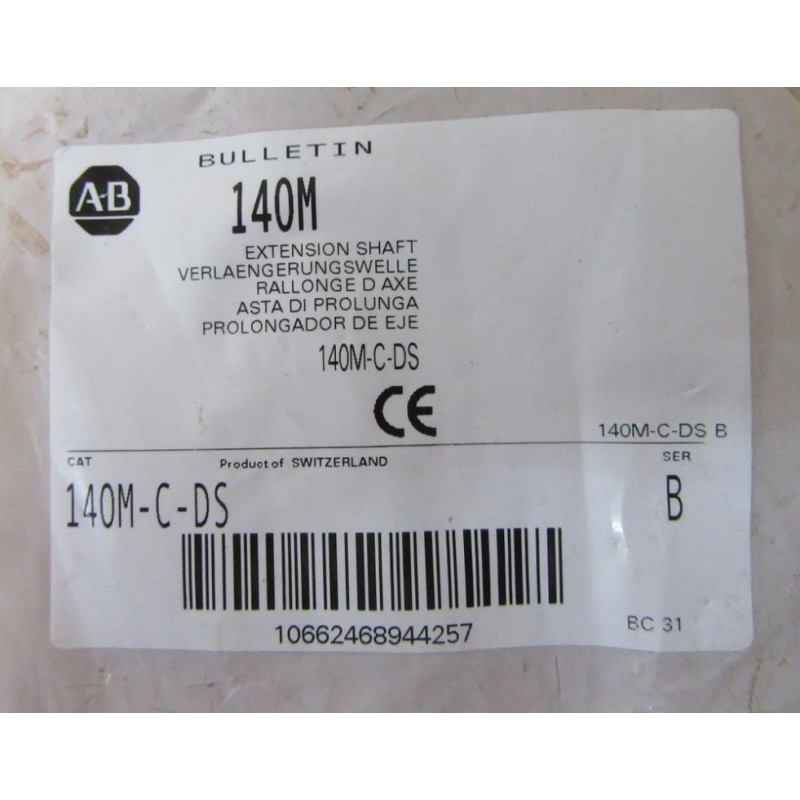 BULLETIN
A-B
140M
EXTENSION SHAFT
VERLAENGERUNGSWELLE
RALLONGE D AXE
ASTA DI PROLUNGA
PROLONGADOR DE EJE
140M-C-DS
CE
140M-C-DS B
CAT Product of SWITZERLAND SER
140M-C-DS B
10662468944257
BC 31